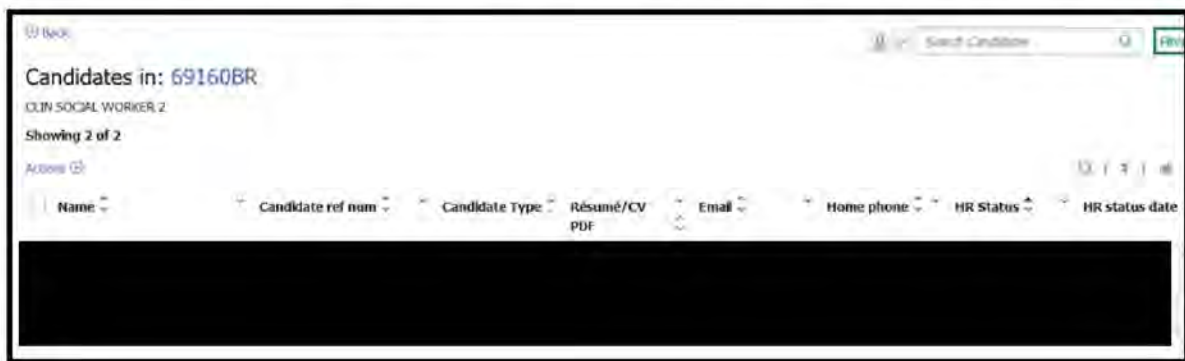 Back
Search Candidates
Candidates in: 69160BR
CLIN SOCIAL WORKER 2
Showing 2 of 2
Actions
Name Candidate ref num Candidate Type Résumé/CV Email Home phone HR Status HR status date
PDF